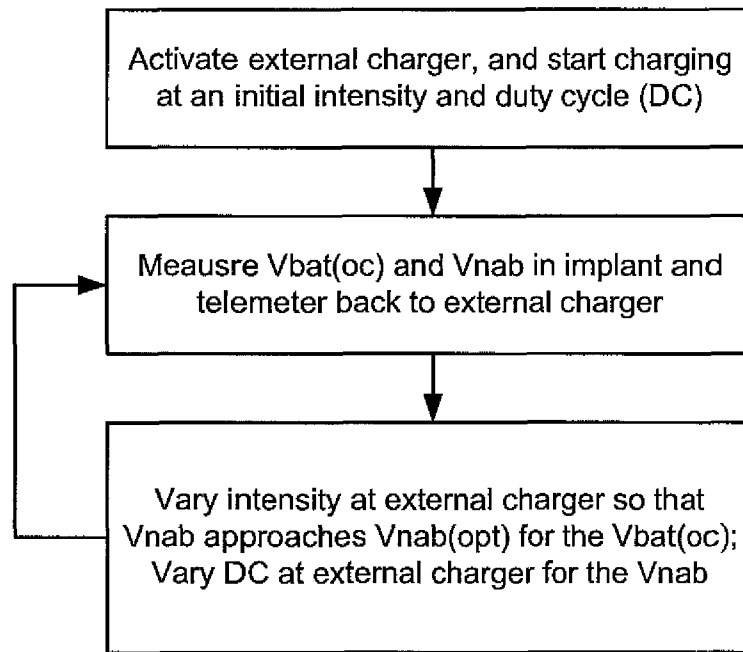 Activate external charger, and start charging
at an initial intensity and duty cycle (DC)
Meausre Vbat(oc) and Vnab in implant and
telemeter back to external charger
Vary intensity at external charger so that
Vnab approaches Vnab(opt) for the Vbat(oc);
Vary DC at external charger for the Vnab